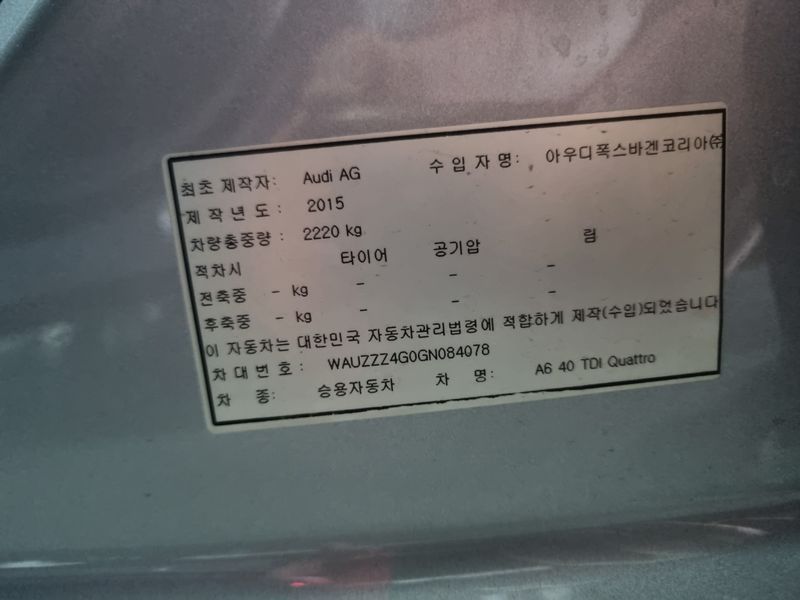 최초 제작자: Audi AG 수 입 자 명: 아우디폭스바겐코리아㈜
제 작 년 도 : 2015
차량총중량 : 2220 kg
적차시 타이어 공기압 림
전축중 - kg - - -
후축중 - kg - - -
이 자동차는 대한민국 자동차관리법령에 적합하게 제작(수입)되었습니다
차 대 번 호 : WAUZZZ4G0GN084078
차 종: 승용자동차 차 명: A6 40 TDI Quattro